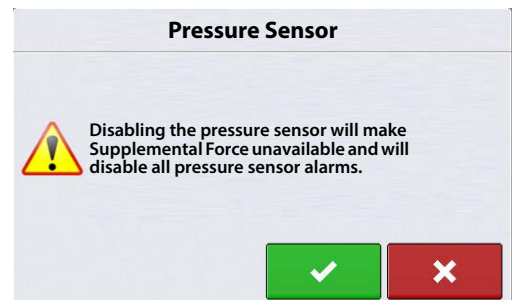 Pressure Sensor
Disabling the pressure sensor will make
Supplemental Force unavailable and will
disable all pressure sensor alarms.